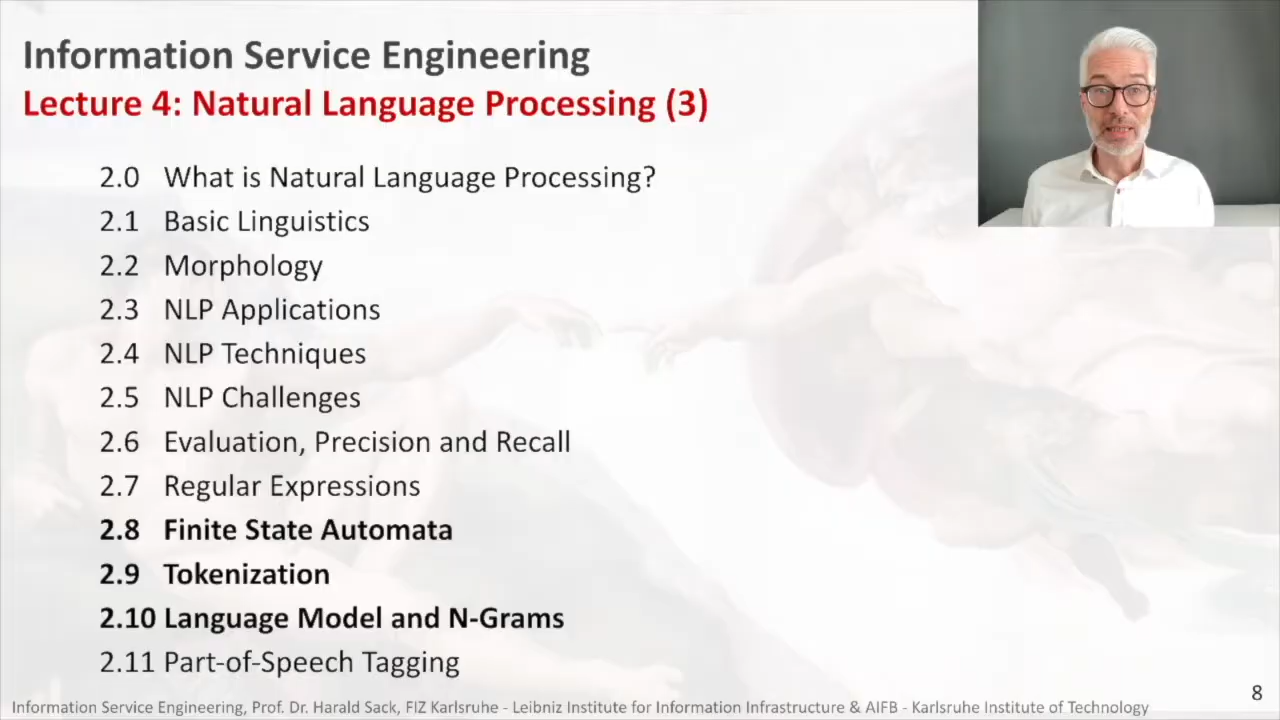 Information Service Engineering
Lecture 4: Natural Language Processing (3)
2.0 What is Natural Language Processing?
2.1 Basic Linguistics
2.2 Morphology
2.3 NLP Applications
2.4 NLP Techniques
2.5 NLP Challenges
2.6 Evaluation, Precision and Recall
2.7 Regular Expressions
2.8 Finite State Automata
2.9 Tokenization
2.10 Language Model and N-Grams
2.11 Part-of-Speech Tagging
8
Information Service Engineering, Prof. Dr. Harald Sack, FIZ Karlsruhe - Leibniz Institute for Information Infrastructure & AIFB - Karlsruhe Institute of Technology